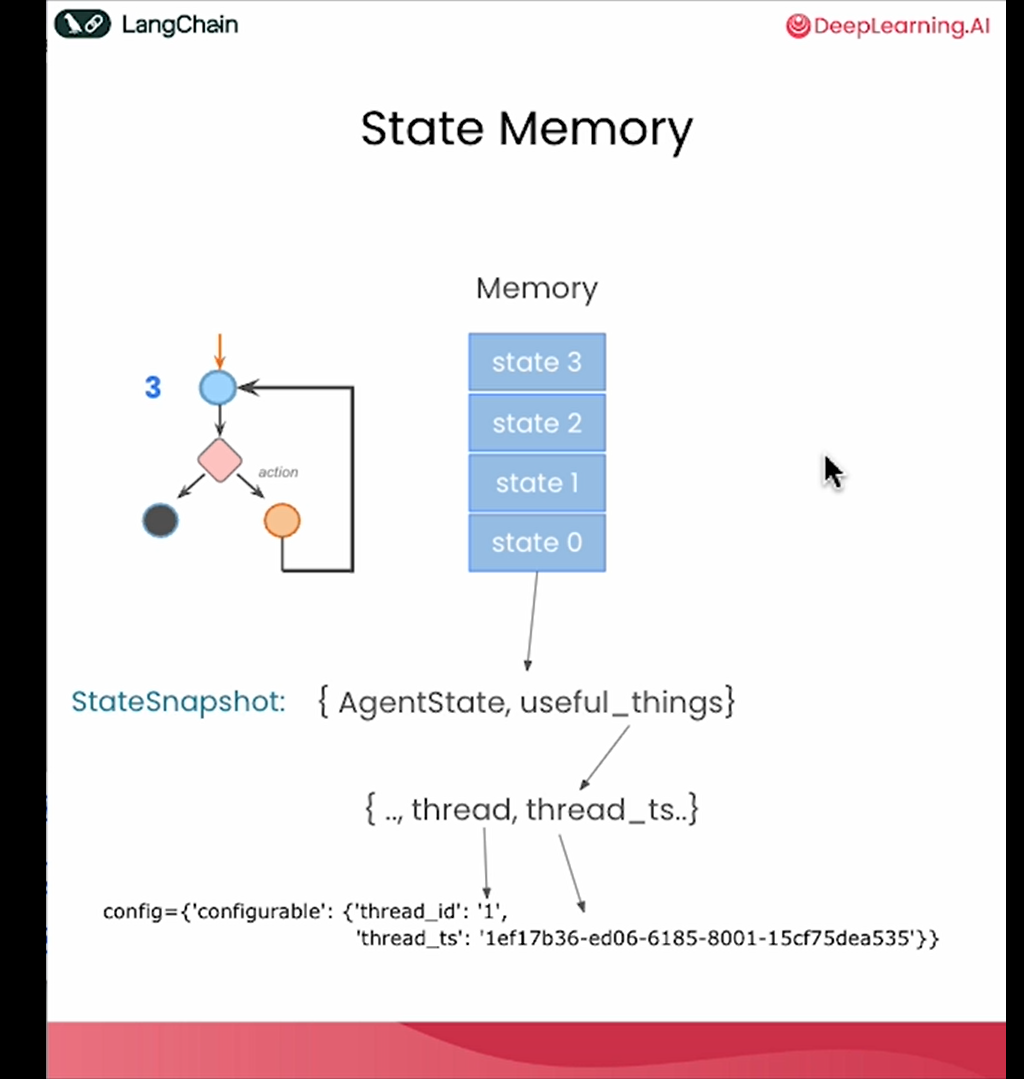 LangChain
DeepLearning.AI
State Memory
Memory
3
action
state 3
state 2
state 1
state 0
StateSnapshot: { AgentState, useful_things}
{ .., thread, thread_ts..}
config={'configurable': {'thread_id': '1',
'thread_ts': '1ef17b36-ed06-6185-8001-15cf75dea535'}}